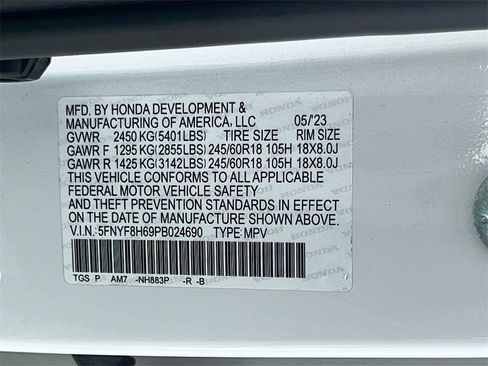 MFD. BY HONDA DEVELOPMENT &
MANUFACTURING OF AMERICA, LLC 05/'23
GVWR 2450 KG(5401LBS) TIRE SIZE RIM SIZE
GAWR F 1295 KG(2855LBS) 245/60R18 105H 18X8.0J
GAWR R 1425 KG(3142LBS) 245/60R18 105H 18X8.0J
THIS VEHICLE CONFORMS TO ALL APPLICABLE
FEDERAL MOTOR VEHICLE SAFETY
AND THEFT PREVENTION STANDARDS IN EFFECT
ON THE DATE OF MANUFACTURE SHOWN ABOVE.
V.I.N.: 5FNYF8H69PB024690 TYPE: MPV
TGS P AM7 -NH883P -R -B